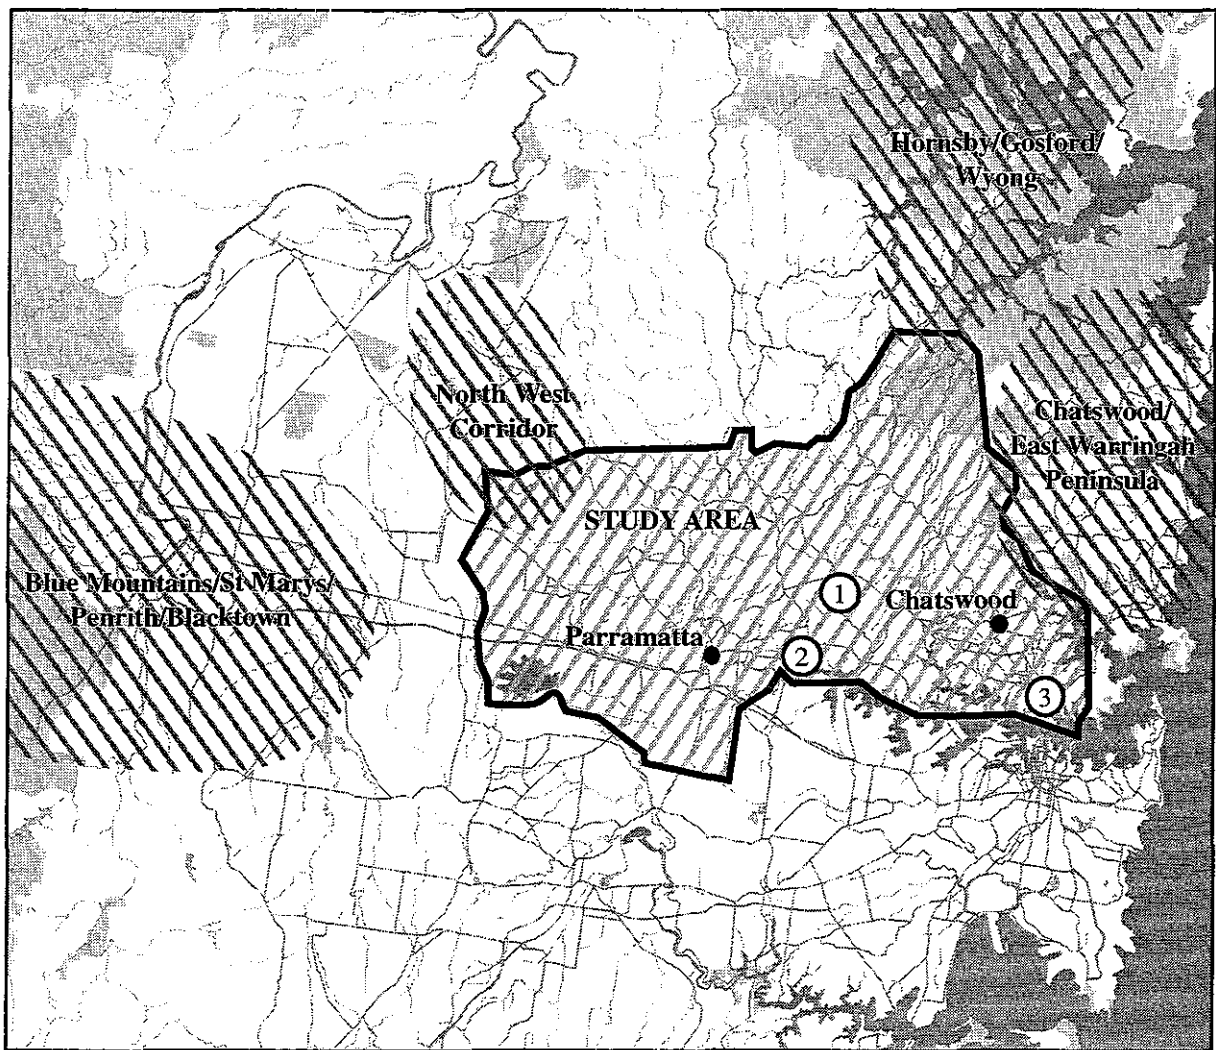 Hornsby/Gosford/
Wyong
North West
Corridor
Chatswood/
East Warringah
Peninsula
STUDY AREA
Blue Mountains/St Marys/
Penrith/Blacktown
1
Chatswood
Parramatta
2
3